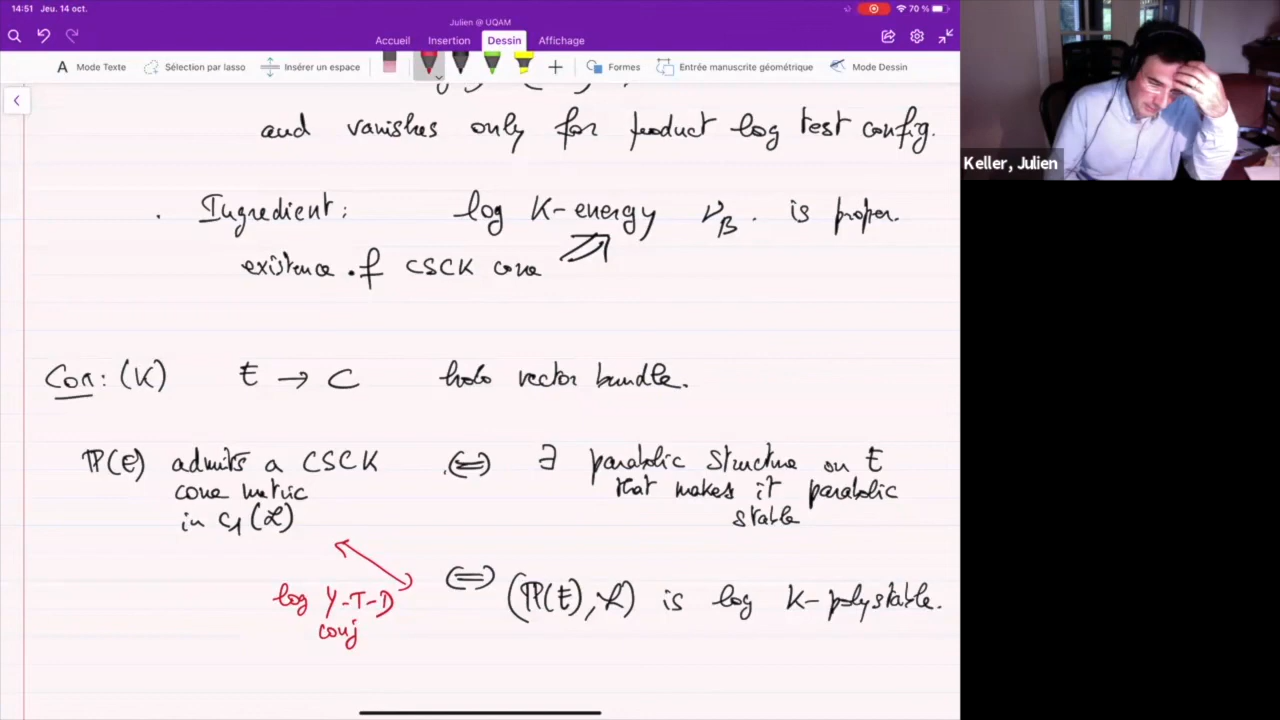 14:51 Jeu. 14 oct.
70 %
Julien @ UQAM
Accueil Insertion Dessin Affichage
A Mode Texte Sélection par lasso Insérer un espace Formes Entrée manuscrite géométrique Mode Dessin
and vanishes only for product log test config.
. Ingredient: log K-energy ν_B . is proper.
existence of CSCK cone
Cor: (K) E → C holo vector bundle.
P(E) admits a CSCK ⇔ ∃ parabolic structure on E
cone metric that makes it parabolic
in c₁(L) stable
⇔ (P(E), L) is log K-polystable.
log Y-T-D
conj
Keller, Julien